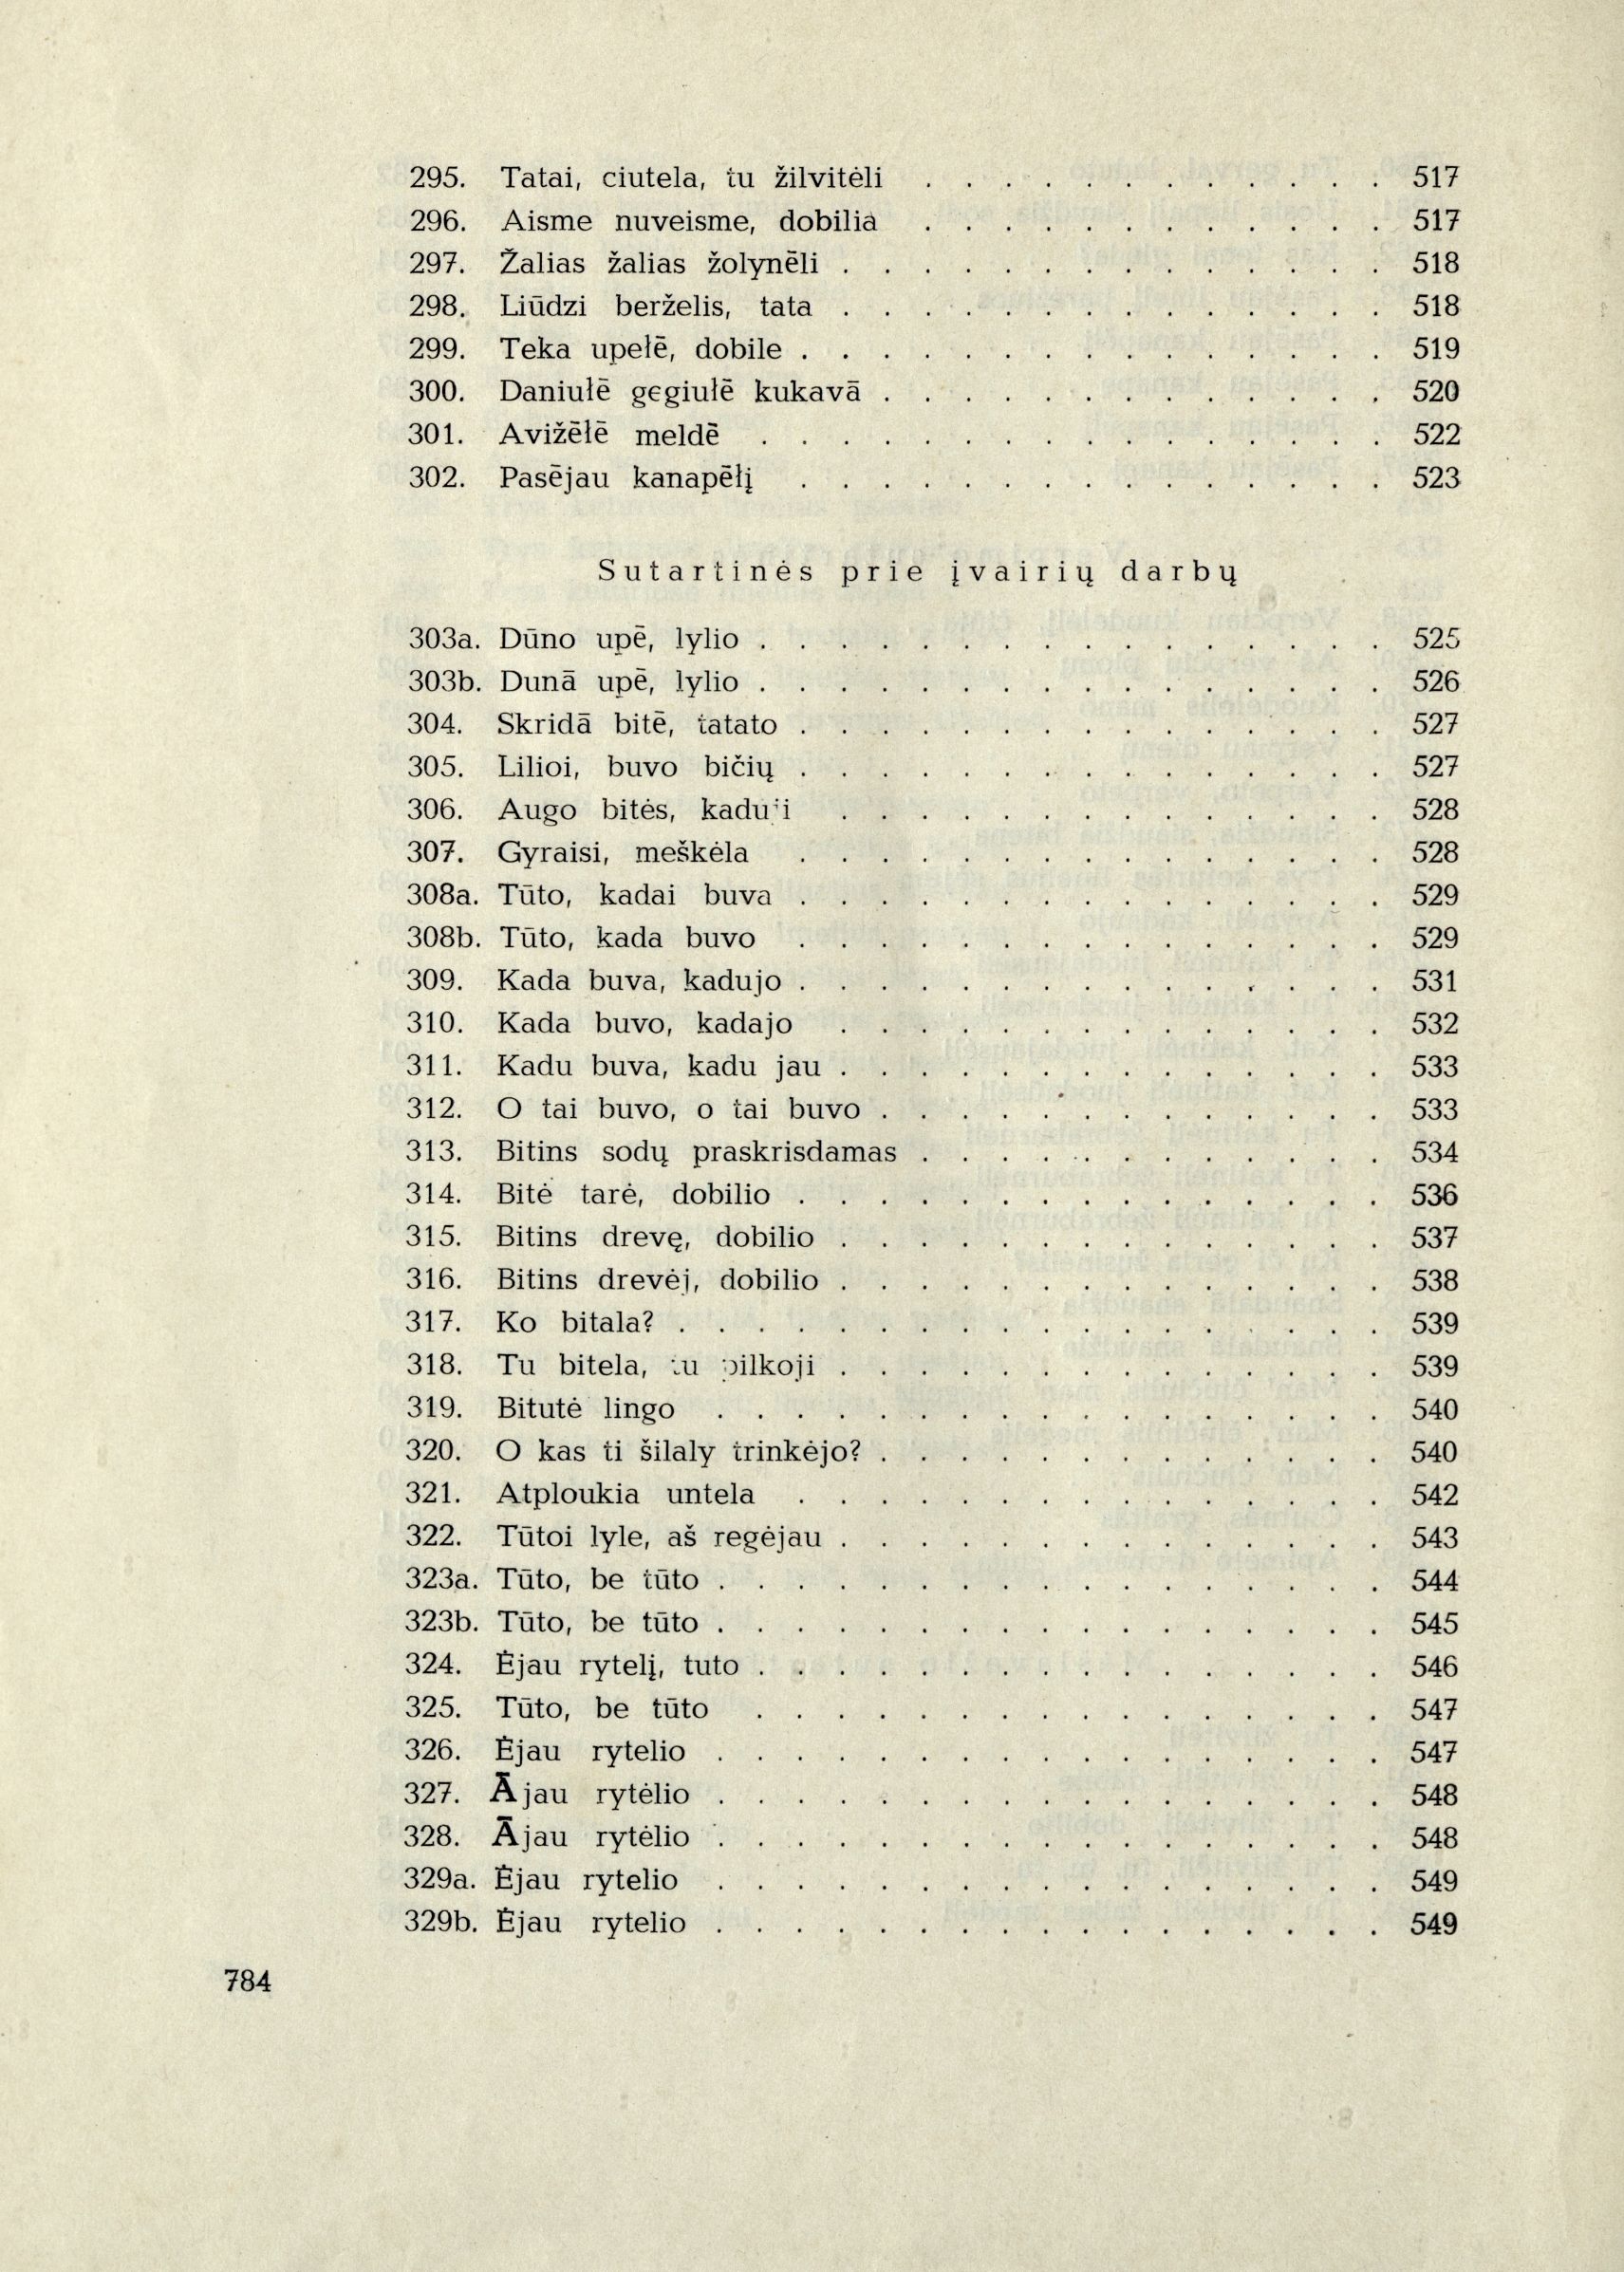 295. Tatai, ciutela, tu žilvitėli . . . . . . . . . . . . 517
296. Aisme nuveisme, dobilia . . . . . . . . . . . . 517
297. Žalias žalias žolynēli . . . . . . . . . . . . . . 518
298. Liūdzi berželis, tata . . . . . . . . . . . . . . 518
299. Teka upełē, dobile . . . . . . . . . . . . . . . 519
300. Daniułē gegiułē kukavā . . . . . . . . . . . . . 520
301. Avižēłē meldē . . . . . . . . . . . . . . . . 522
302. Pasējau kanapēłį . . . . . . . . . . . . . . . 523
Sutartinės prie įvairių darbų
303a. Dūno upē, lylio . . . . . . . . . . . . . . . . 525
303b. Dunā upē, lylio . . . . . . . . . . . . . . . . 526
304. Skridā bitē, tatato . . . . . . . . . . . . . . . 527
305. Lilioi, buvo bičių . . . . . . . . . . . . . . . 527
306. Augo bitės, . . . . . . . . . . . . . . 528
307. Gyraisi, meškėla . . . . . . . . . . . . . . . 528
308a. Tūto, kadai buva . . . . . . . . . . . . . . . 529
308b. Tūto, kada buvo . . . . . . . . . . . . . . . 529
309. Kada buva, kadujo . . . . . . . . . . . . . . . 531
310. Kada buvo, kadajo . . . . . . . . . . . . . . 532
311. Kadu buva, kadu jau . . . . . . . . . . . . . . 533
312. O tai buvo, o tai buvo . . . . . . . . . . . . . 533
313. Bitins sodų praskrisdamas . . . . . . . . . . . . 534
314. Bitė tarė, dobilio . . . . . . . . . . . . . . . 536
315. Bitins drevę, dobilio . . . . . . . . . . . . . . 537
316. Bitins drevėj, dobilio . . . . . . . . . . . . . . 538
317. Ko bitala? . . . . . . . . . . . . . . . . . . 539
318. Tu bitela, tu pilkoji . . . . . . . . . . . . . . 539
319. Bitutė lingo . . . . . . . . . . . . . . . . . 540
320. O kas ti šilaly trinkėjo? . . . . . . . . . . . . . 540
321. Atploukia untela . . . . . . . . . . . . . . . 542
322. Tūtoi lyle, aš regėjau . . . . . . . . . . . . . . 543
323a. Tūto, be tūto . . . . . . . . . . . . . . . . . 544
323b. Tūto, be tūto . . . . . . . . . . . . . . . . . 545
324. Ėjau rytelį, tuto . . . . . . . . . . . . . . . . 546
325. Tūto, be tūto . . . . . . . . . . . . . . . . 547
326. Ėjau rytelio . . . . . . . . . . . . . . . . . 547
327. Ājau rytėlio . . . . . . . . . . . . . . . . . 548
328. Ājau rytėlio . . . . . . . . . . . . . . . . . 548
329a. Ėjau rytelio . . . . . . . . . . . . . . . . . 549
329b. Ėjau rytelio . . . . . . . . . . . . . . . . . 549
784